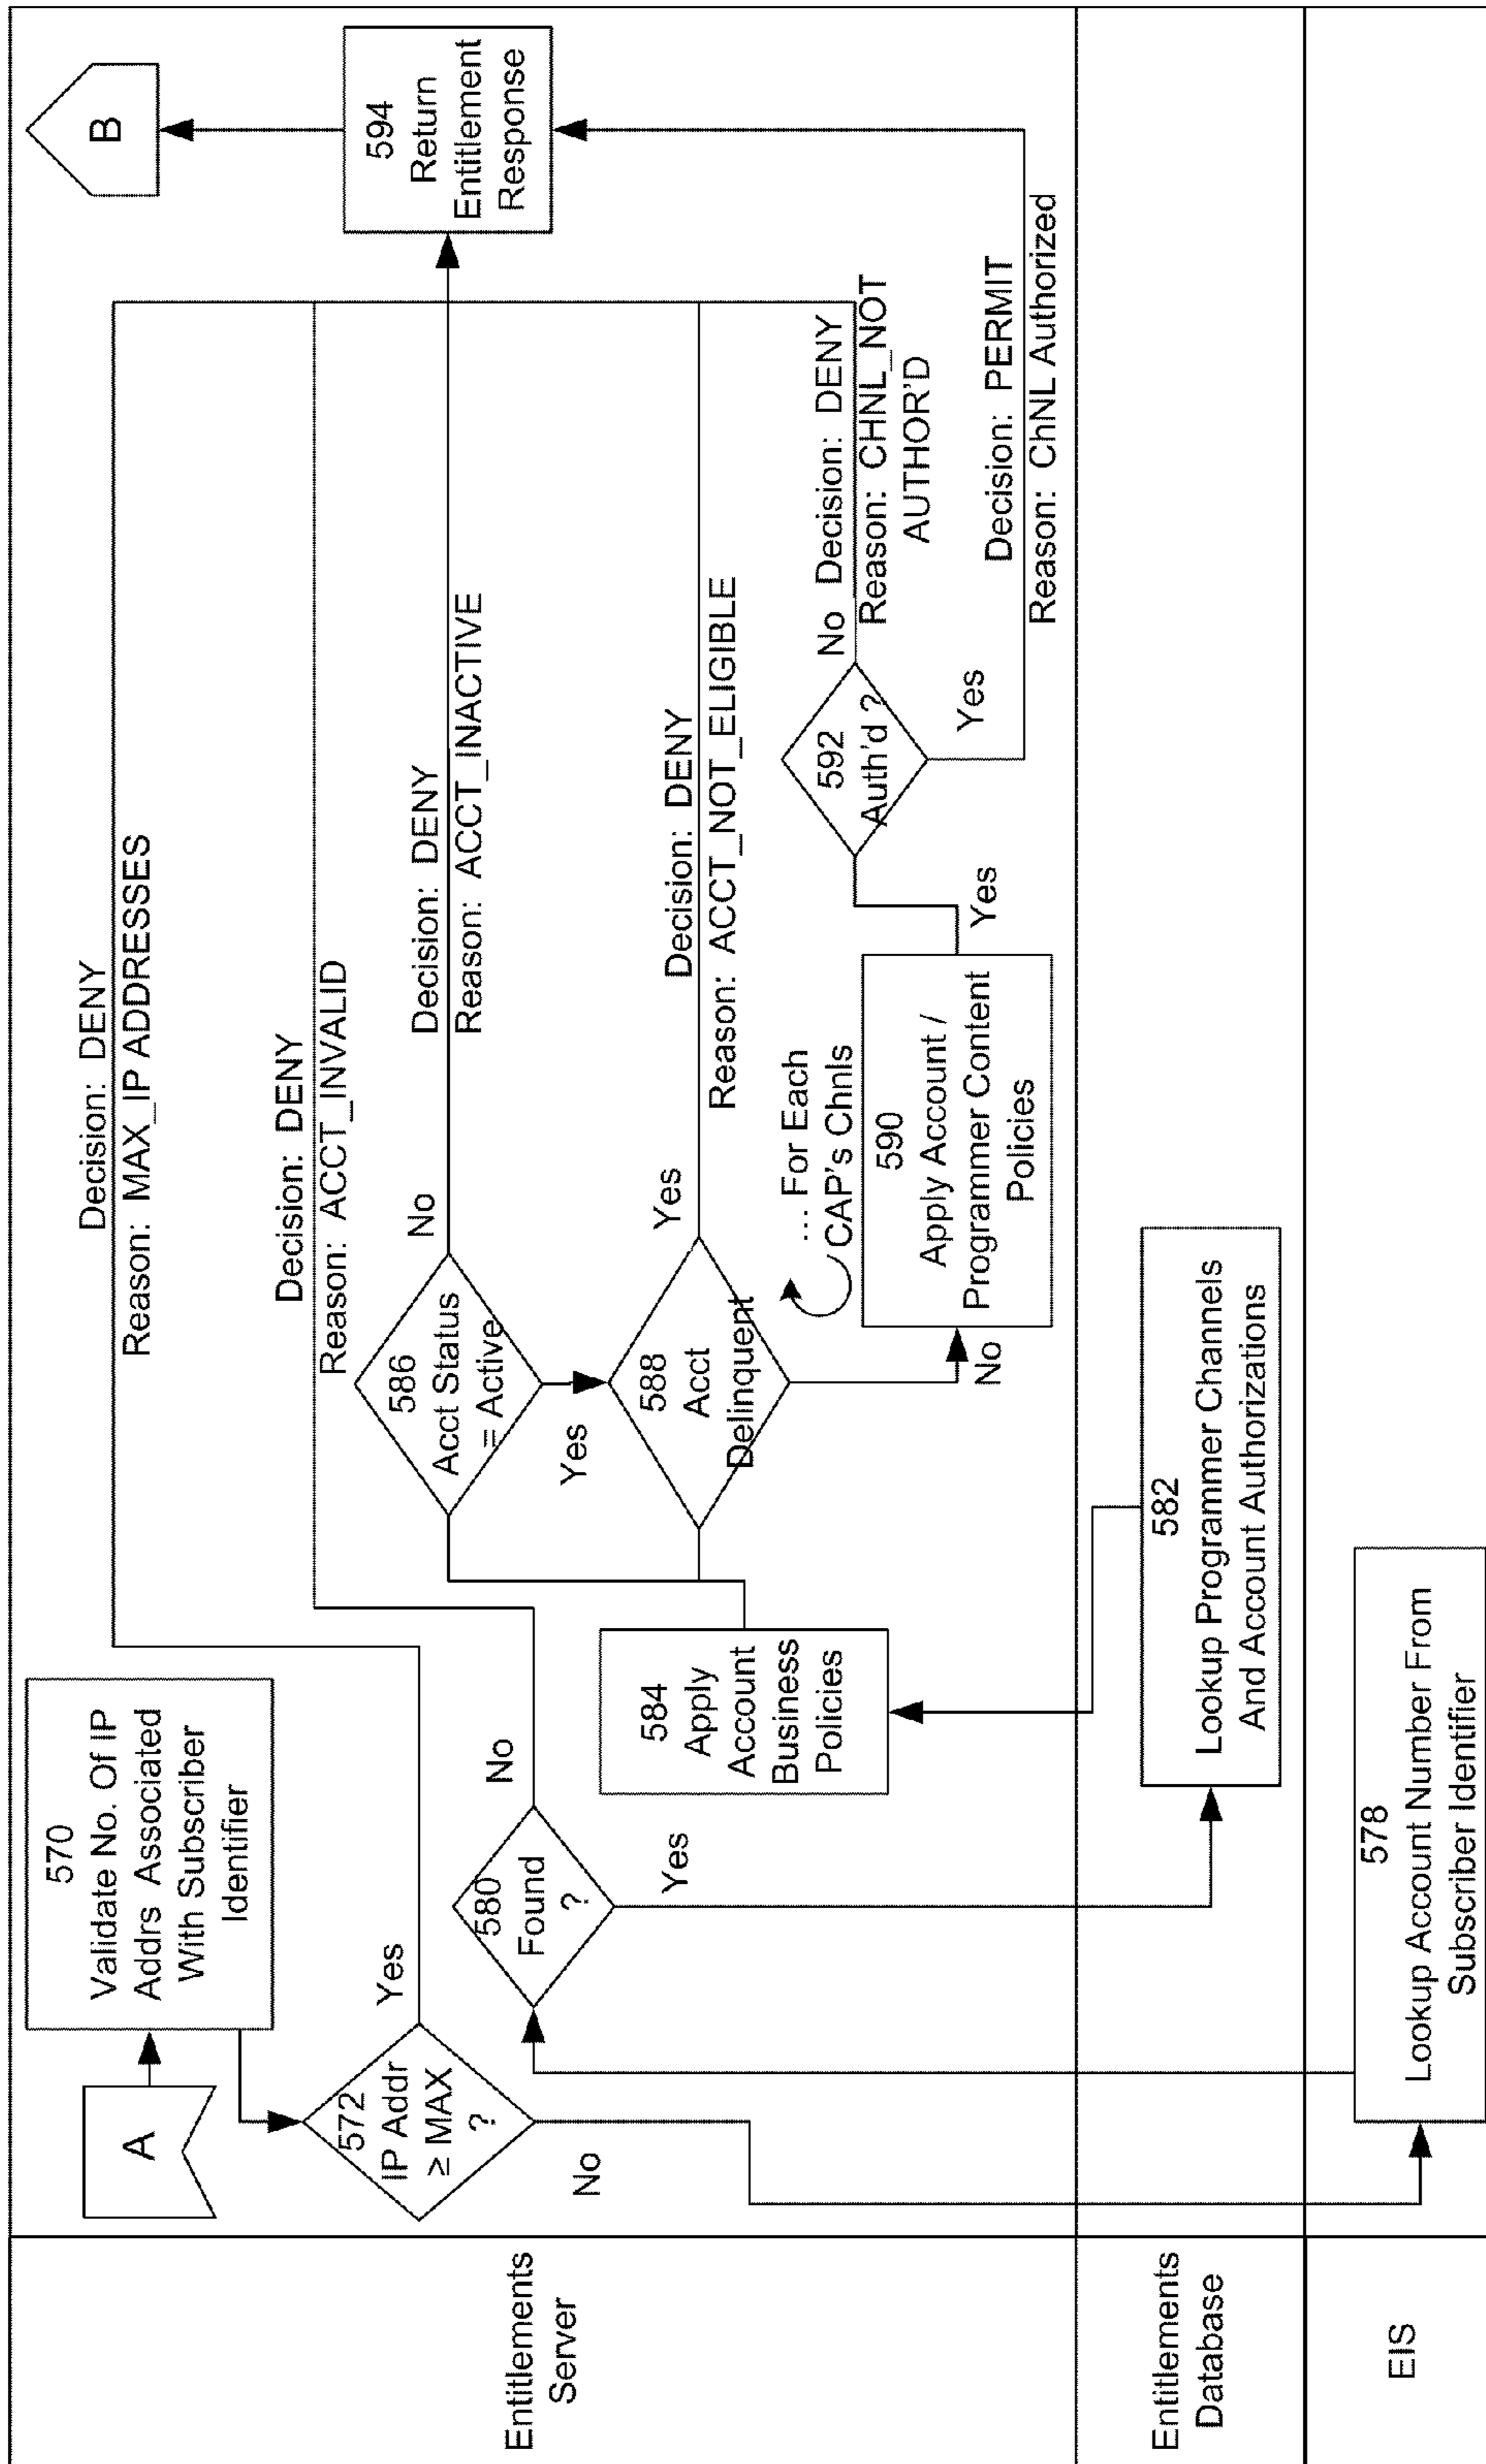 Entitlements
Server
Entitlements
Database
EIS
A
570
Validate No. Of IP
Addrs Associated
With Subscriber
Identifier
572
IP Addr
≥ MAX
?
Yes
No
Decision: DENY
Reason: MAX_IP ADDRESSES
578
Lookup Account Number From
Subscriber Identifier
580
Found
?
No
Yes
Decision: DENY
Reason: ACCT_INVALID
582
Lookup Programmer Channels
And Account Authorizations
584
Apply
Account
Business
Policies
586
Acct Status
= Active
No
Yes
Decision: DENY
Reason: ACCT_INACTIVE
588
Acct
Delinquent
Yes
No
Decision: DENY
Reason: ACCT_NOT_ELIGIBLE
... For Each
CAP's Chnls
590
Apply Account /
Programmer Content
Policies
Yes
592
Auth'd ?
No Decision: DENY
Reason: CHNL_NOT
AUTHOR'D
Yes
Decision: PERMIT
Reason: ChNL Authorized
594
Return
Entitlement
Response
B